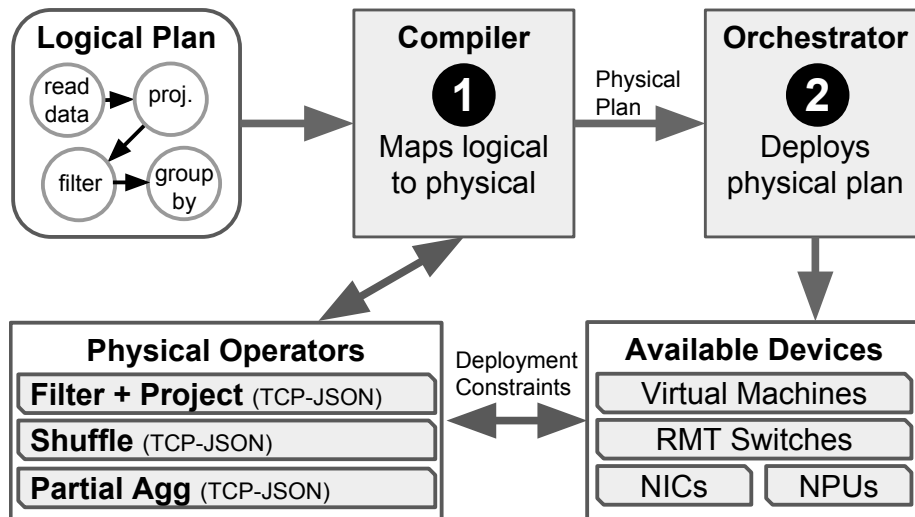 Logical Plan
read
data
proj.
filter
group
by
Compiler
1
Maps logical
to physical
Physical
Plan
Orchestrator
2
Deploys
physical plan
Physical Operators
Filter + Project (TCP-JSON)
Shuffle (TCP-JSON)
Partial Agg (TCP-JSON)
Deployment
Constraints
Available Devices
Virtual Machines
RMT Switches
NICs
NPUs